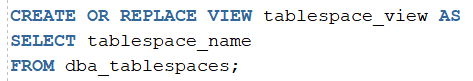 CREATE OR REPLACE VIEW tablespace_view AS
SELECT tablespace_name
FROM dba_tablespaces;